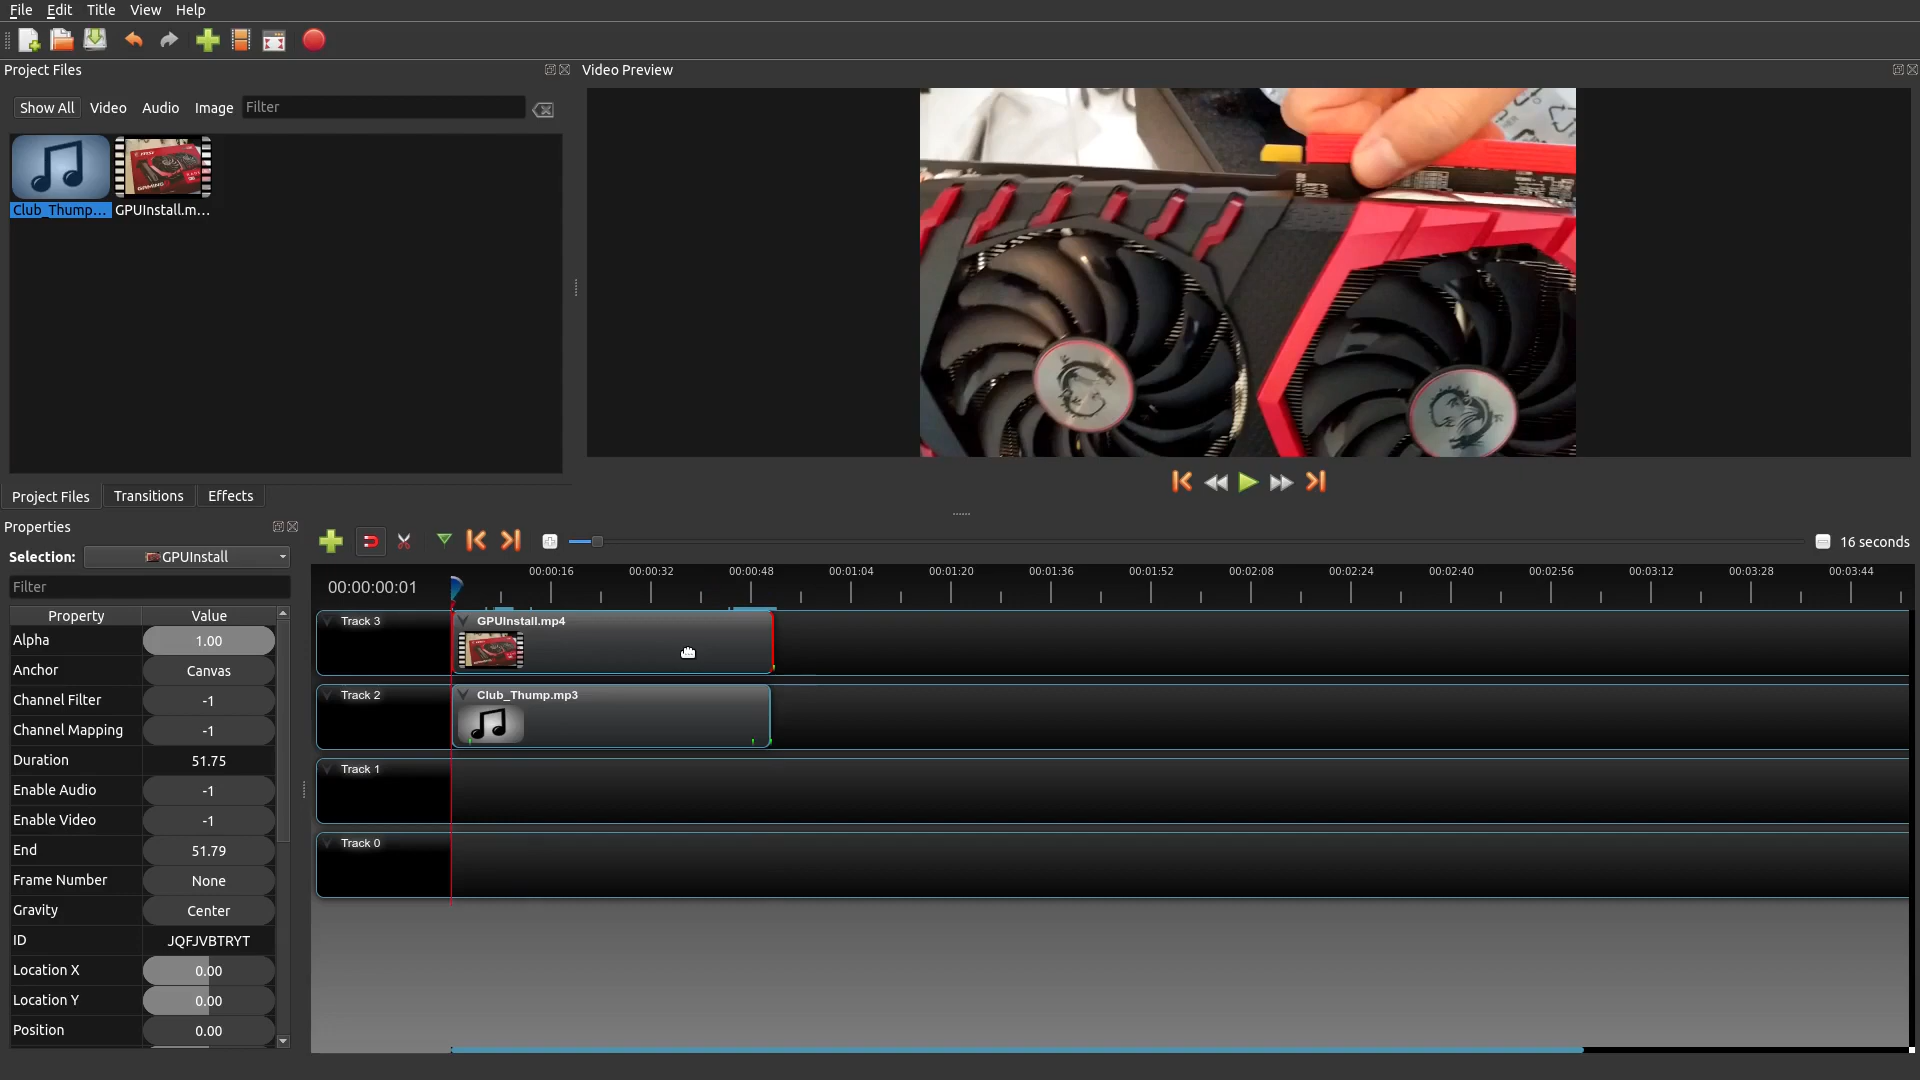 File Edit Title View Help
Project Files
Video Preview
Show All Video Audio Image Filter
Club_Thump... GPUInstall.m...
Project Files Transitions Effects
Properties
Selection: GPUInstall
Filter
Property Value
Alpha 1.00
Anchor Canvas
Channel Filter -1
Channel Mapping -1
Duration 51.75
Enable Audio -1
Enable Video -1
End 51.79
Frame Number None
Gravity Center
ID JQFJVBTRYT
Location X 0.00
Location Y 0.00
Position 0.00
16 seconds
00:00:00:01
00:00:16 00:00:32 00:00:48 00:01:04 00:01:20 00:01:36 00:01:52 00:02:08 00:02:24 00:02:40 00:02:56 00:03:12 00:03:28 00:03:44
Track 3 GPUInstall.mp4
Track 2 Club_Thump.mp3
Track 1
Track 0